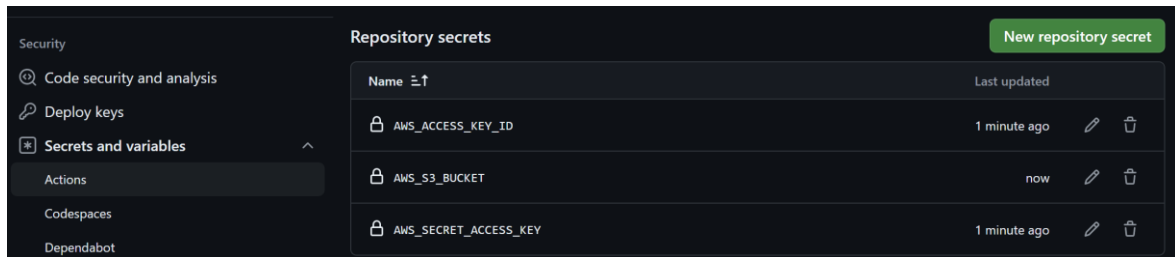 Security
Code security and analysis
Deploy keys
Secrets and variables
Actions
Codespaces
Dependabot
Repository secrets
New repository secret
Name
Last updated
AWS_ACCESS_KEY_ID
1 minute ago
AWS_S3_BUCKET
now
AWS_SECRET_ACCESS_KEY
1 minute ago